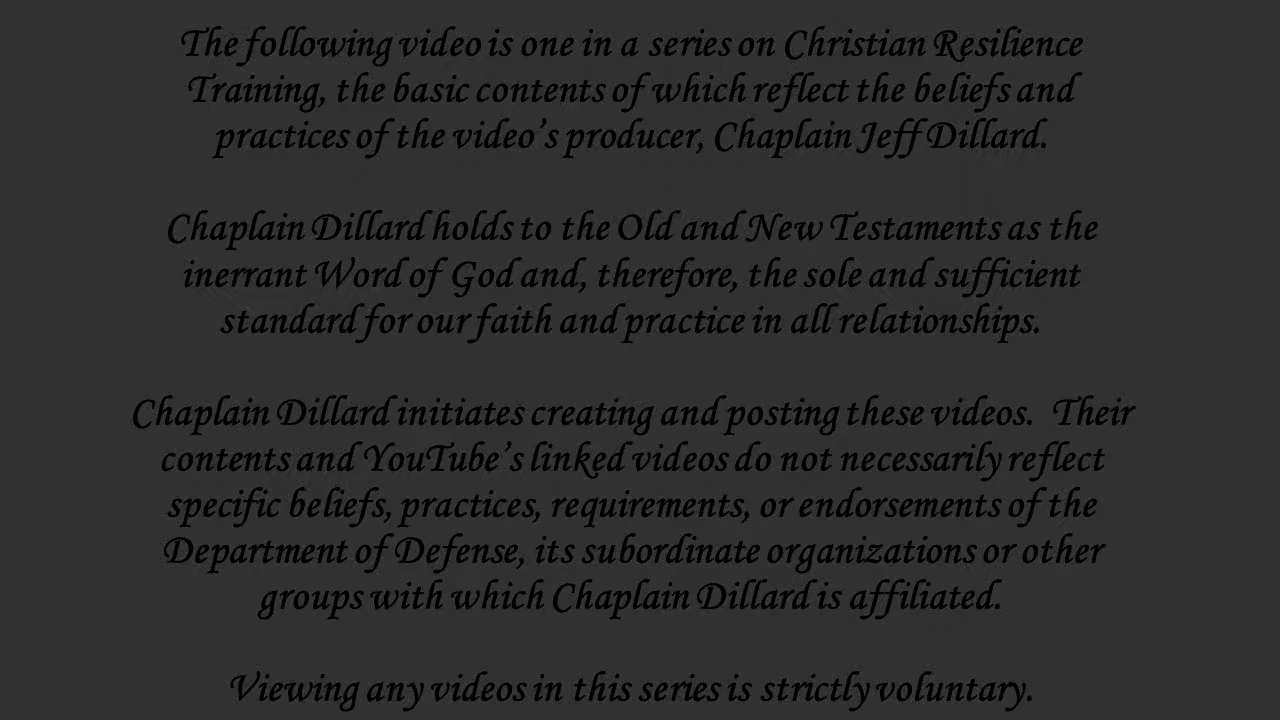 The following video is one in a series on Christian Resilience
Training, the basic contents of which reflect the beliefs and
practices of the video’s producer, Chaplain Jeff Dillard.
Chaplain Dillard holds to the Old and New Testaments as the
inerrant Word of God and, therefore, the sole and sufficient
standard for our faith and practice in all relationships.
Chaplain Dillard initiates creating and posting these videos.  Their
contents and YouTube’s linked videos do not necessarily reflect
specific beliefs, practices, requirements, or endorsements of the
Department of Defense, its subordinate organizations or other
groups with which Chaplain Dillard is affiliated.
Viewing any videos in this series is strictly voluntary.